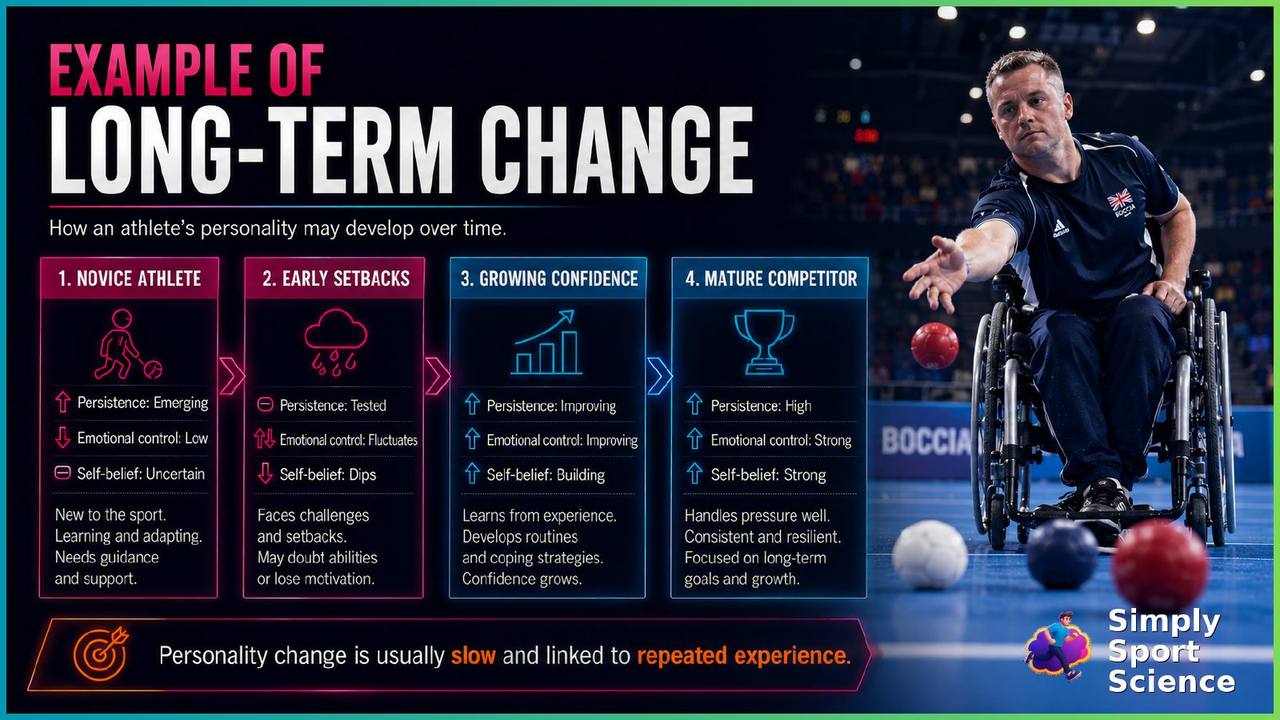 EXAMPLE OF
LONG-TERM CHANGE
How an athlete's personality may develop over time.
1. NOVICE ATHLETE
Persistence: Emerging
Emotional control: Low
Self-belief: Uncertain
New to the sport.
Learning and adapting.
Needs guidance
and support.
2. EARLY SETBACKS
Persistence: Tested
Emotional control: Fluctuates
Self-belief: Dips
Faces challenges
and setbacks.
May doubt abilities
or lose motivation.
3. GROWING CONFIDENCE
Persistence: Improving
Emotional control: Improving
Self-belief: Building
Learns from experience.
Develops routines
and coping strategies.
Confidence grows.
4. MATURE COMPETITOR
Persistence: High
Emotional control: Strong
Self-belief: Strong
Handles pressure well.
Consistent and resilient.
Focused on long-term
goals and growth.
Personality change is usually slow and linked to repeated experience.
BOCCIA
BOCCIA
Simply
Sport
Science